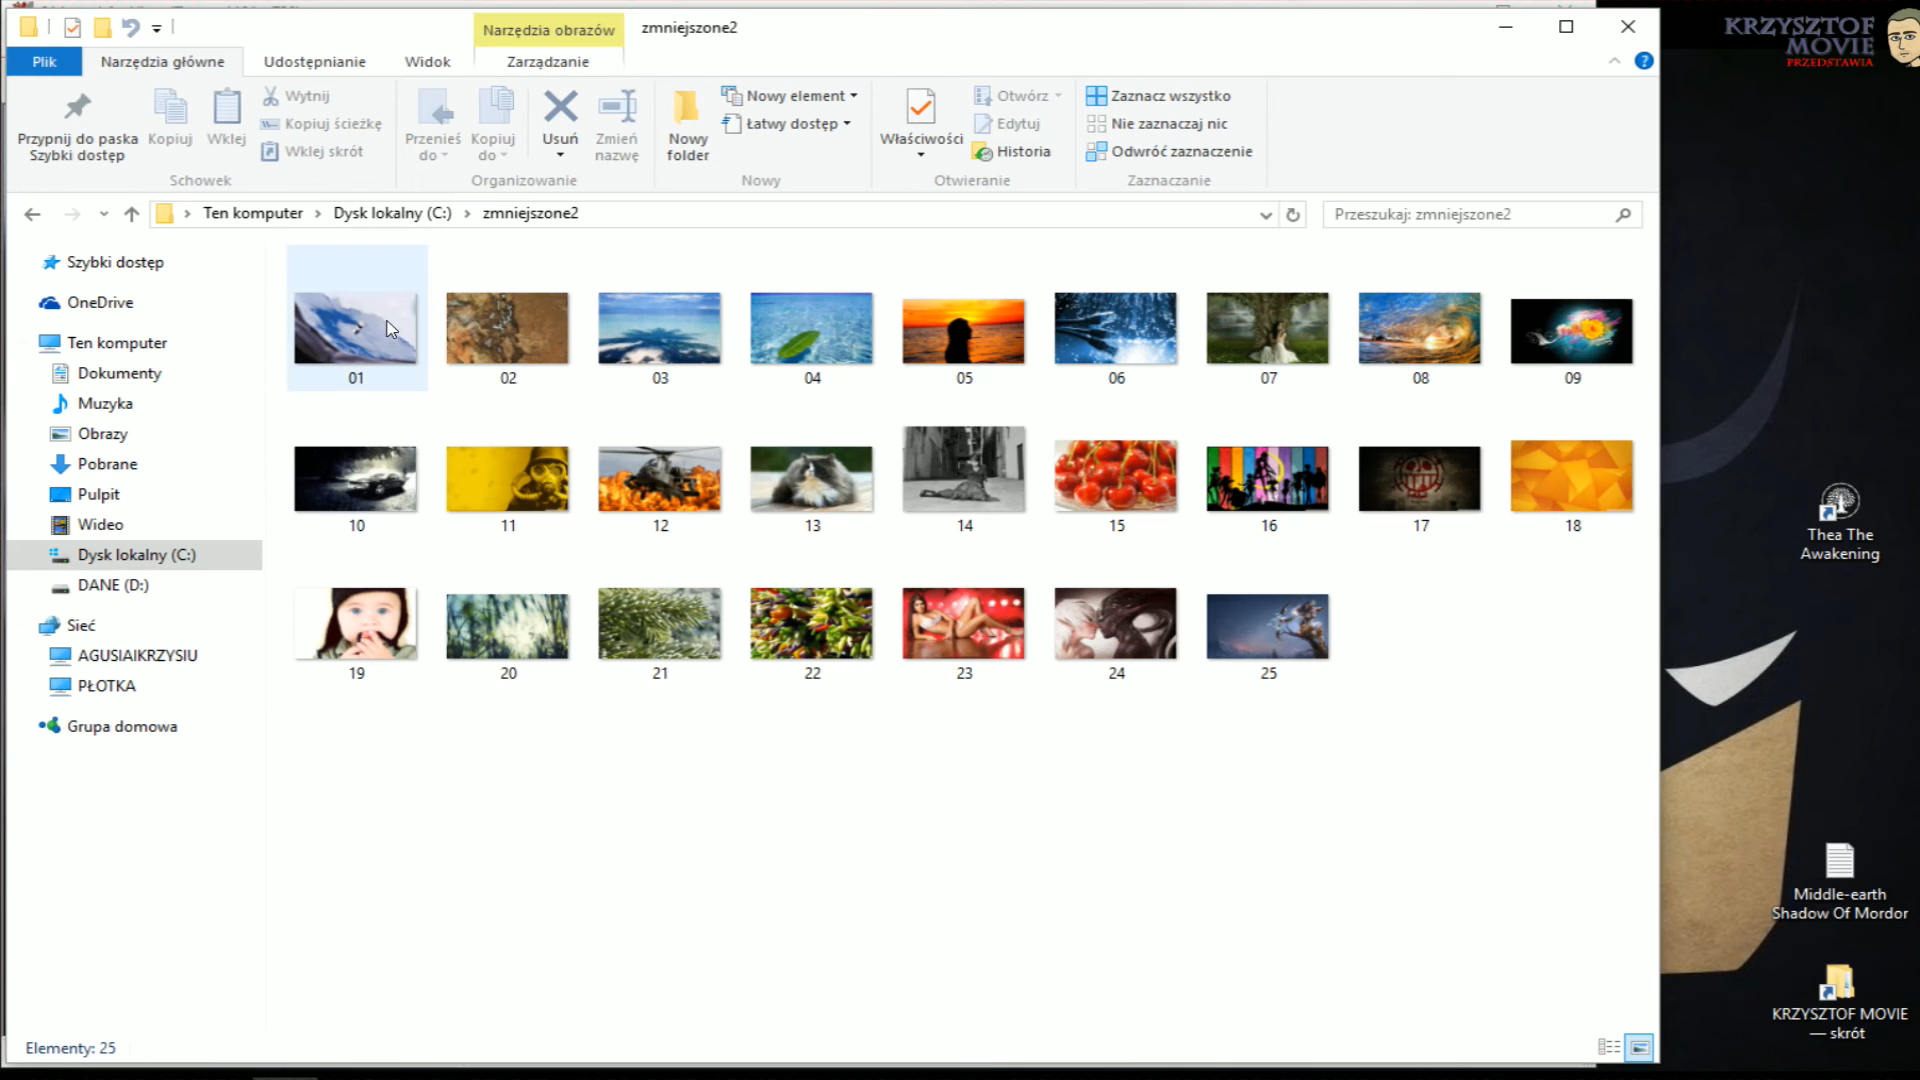 Narzędzia obrazów
zmniejszone2
Plik
Narzędzia główne
Udostępnianie
Widok
Zarządzanie
Przypnij do paska
Szybki dostęp
Kopiuj
Wklej
Wytnij
Kopiuj ścieżkę
Wklej skrót
Schowek
Przenieś
do
Kopiuj
do
Usuń
Zmień
nazwę
Organizowanie
Nowy
folder
Nowy element
Łatwy dostęp
Nowy
Właściwości
Otwórz
Edytuj
Historia
Otwieranie
Zaznacz wszystko
Nie zaznaczaj nic
Odwróć zaznaczenie
Zaznaczanie
Ten komputer
Dysk lokalny (C:)
zmniejszone2
Przeszukaj: zmniejszone2
Szybki dostęp
OneDrive
Ten komputer
Dokumenty
Muzyka
Obrazy
Pobrane
Pulpit
Wideo
Dysk lokalny (C:)
DANE (D:)
Sieć
AGUSIAIKRZYSIU
PŁOTKA
Grupa domowa
01
02
03
04
05
06
07
08
09
10
11
12
13
14
15
16
17
18
19
20
21
22
23
24
25
Elementy: 25
KRZYSZTOF
MOVIE
PRZEDSTAWIA
Thea The
Awakening
Middle-earth
Shadow Of Mordor
KRZYSZTOF MOVIE
— skrót